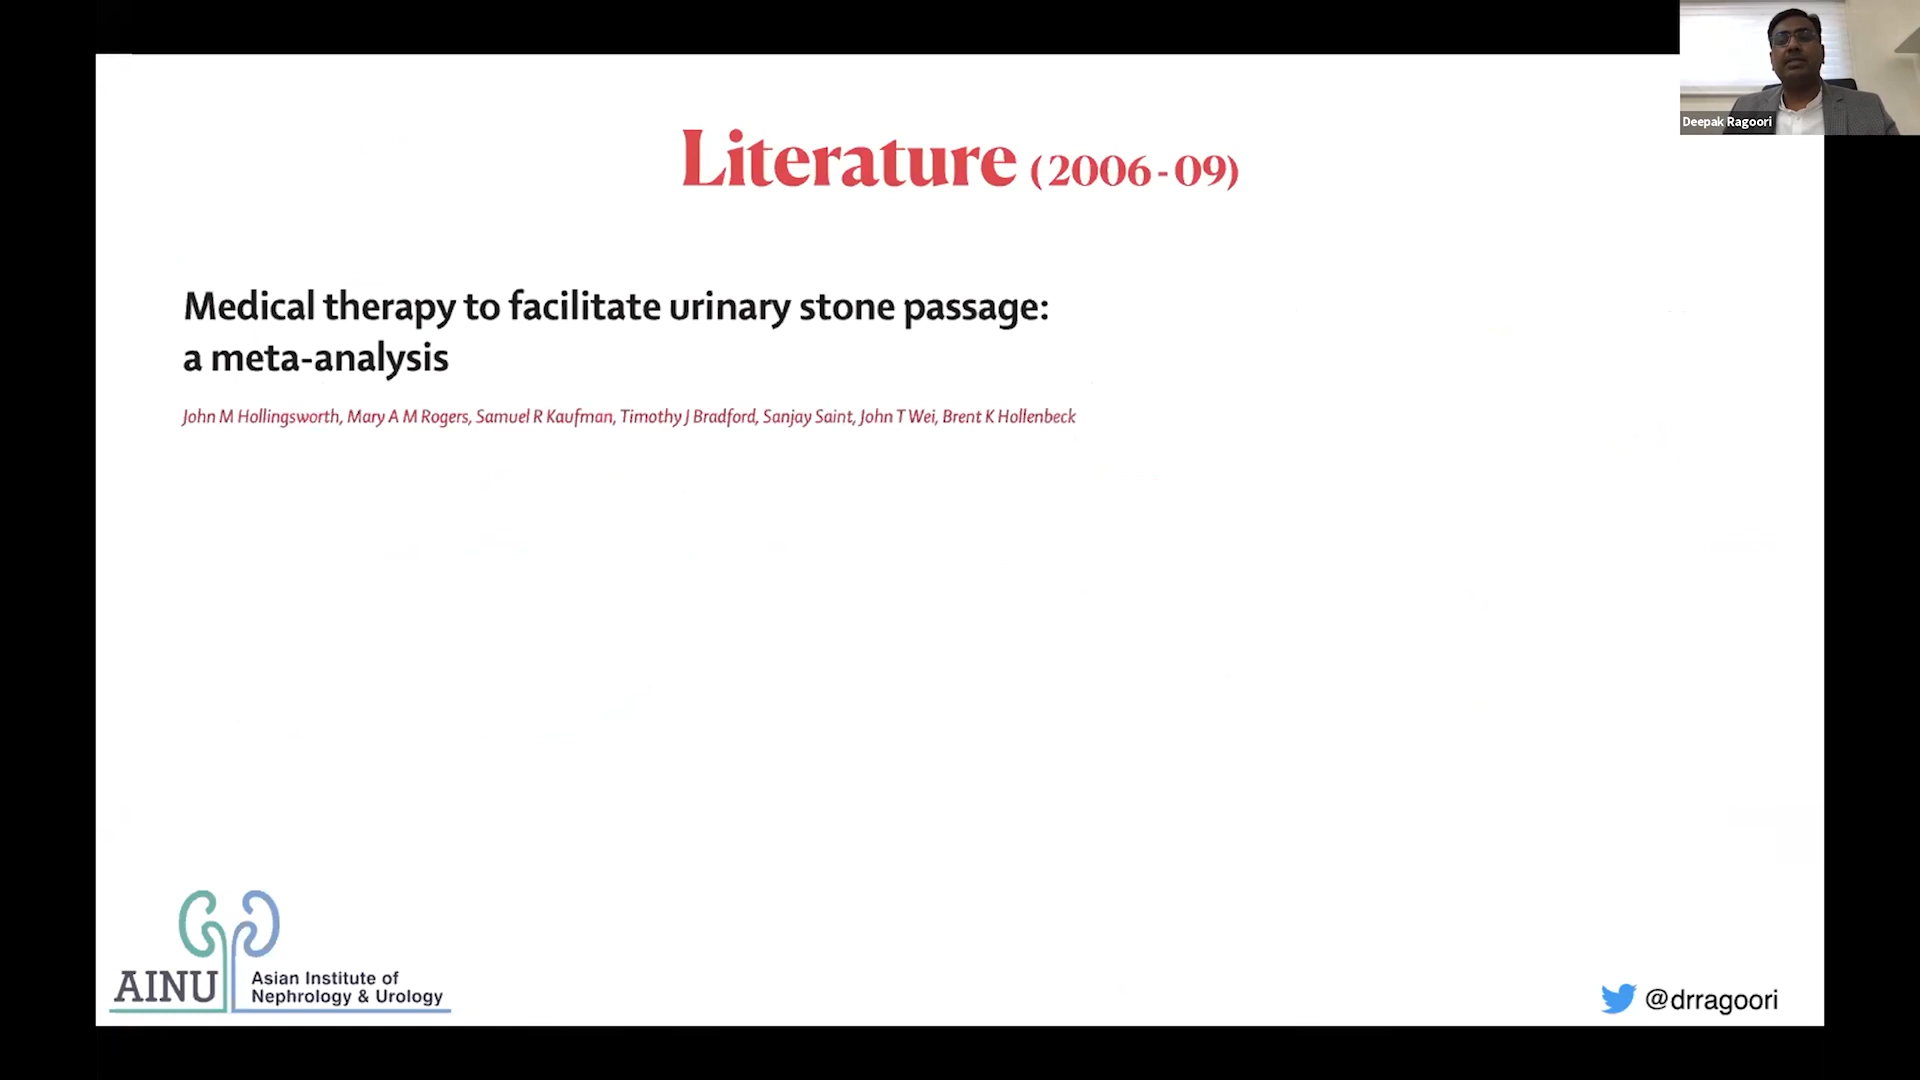 Deepak Ragoori
Literature (2006-09)
Medical therapy to facilitate urinary stone passage:
a meta-analysis
John M Hollingsworth, Mary A M Rogers, Samuel R Kaufman, Timothy J Bradford, Sanjay Saint, John T Wei, Brent K Hollenbeck
AINU
Asian Institute of
Nephrology & Urology
@drragoori